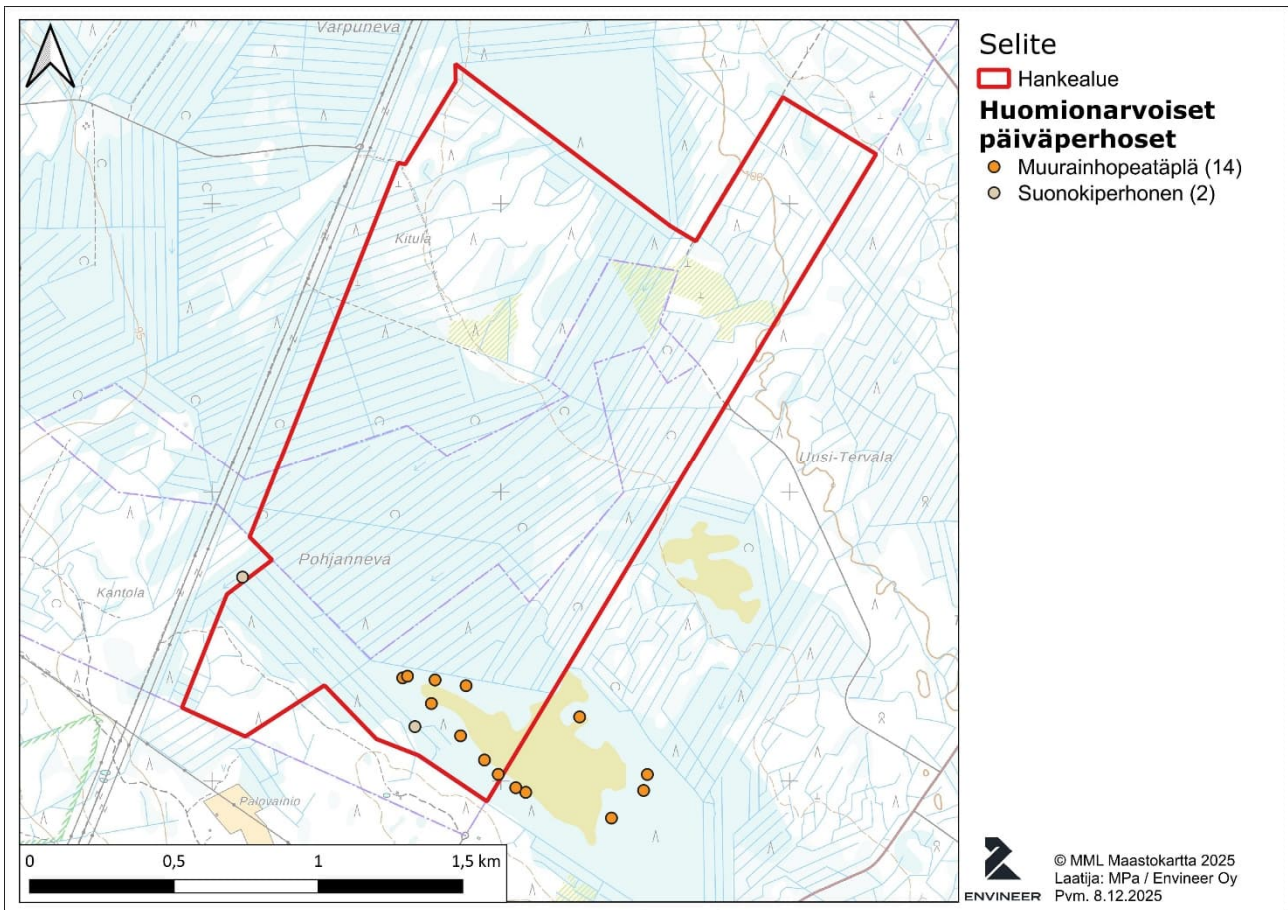 Varpuneva
Kitula
Uusi-Tervala
Pohjanneva
Kantola
Palovainio
0 0,5 1 1,5 km
Selite
Hankealue
Huomionarvoiset
päiväperhoset
Muurainhopeatäplä (14)
Suonokiperhonen (2)
ENVINEER
© MML Maastokartta 2025
Laatija: MPa / Envineer Oy
Pvm. 8.12.2025